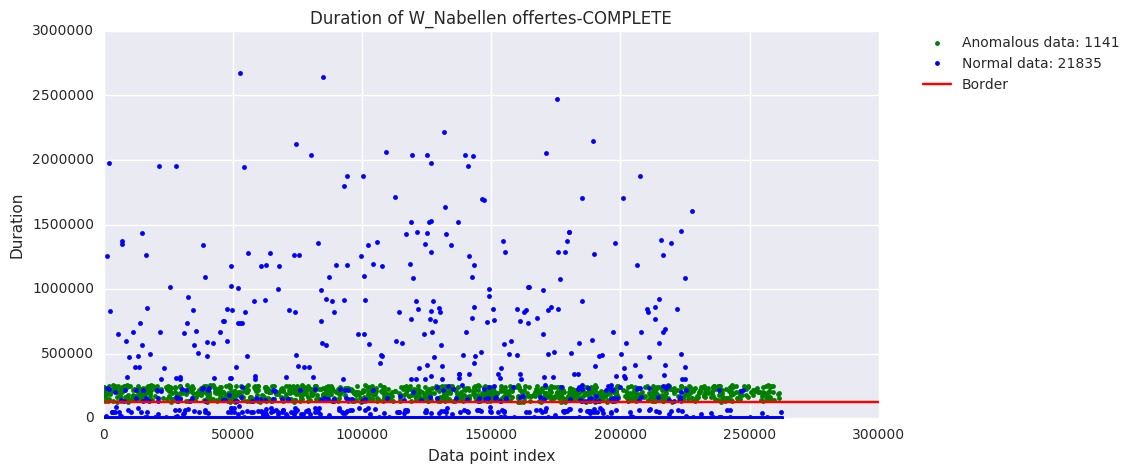 Duration of W_Nabellen offertes-COMPLETE
3000000
2500000
2000000
1500000
1000000
500000
0
Duration
0 50000 100000 150000 200000 250000 300000
Data point index
Anomalous data: 1141
Normal data: 21835
Border